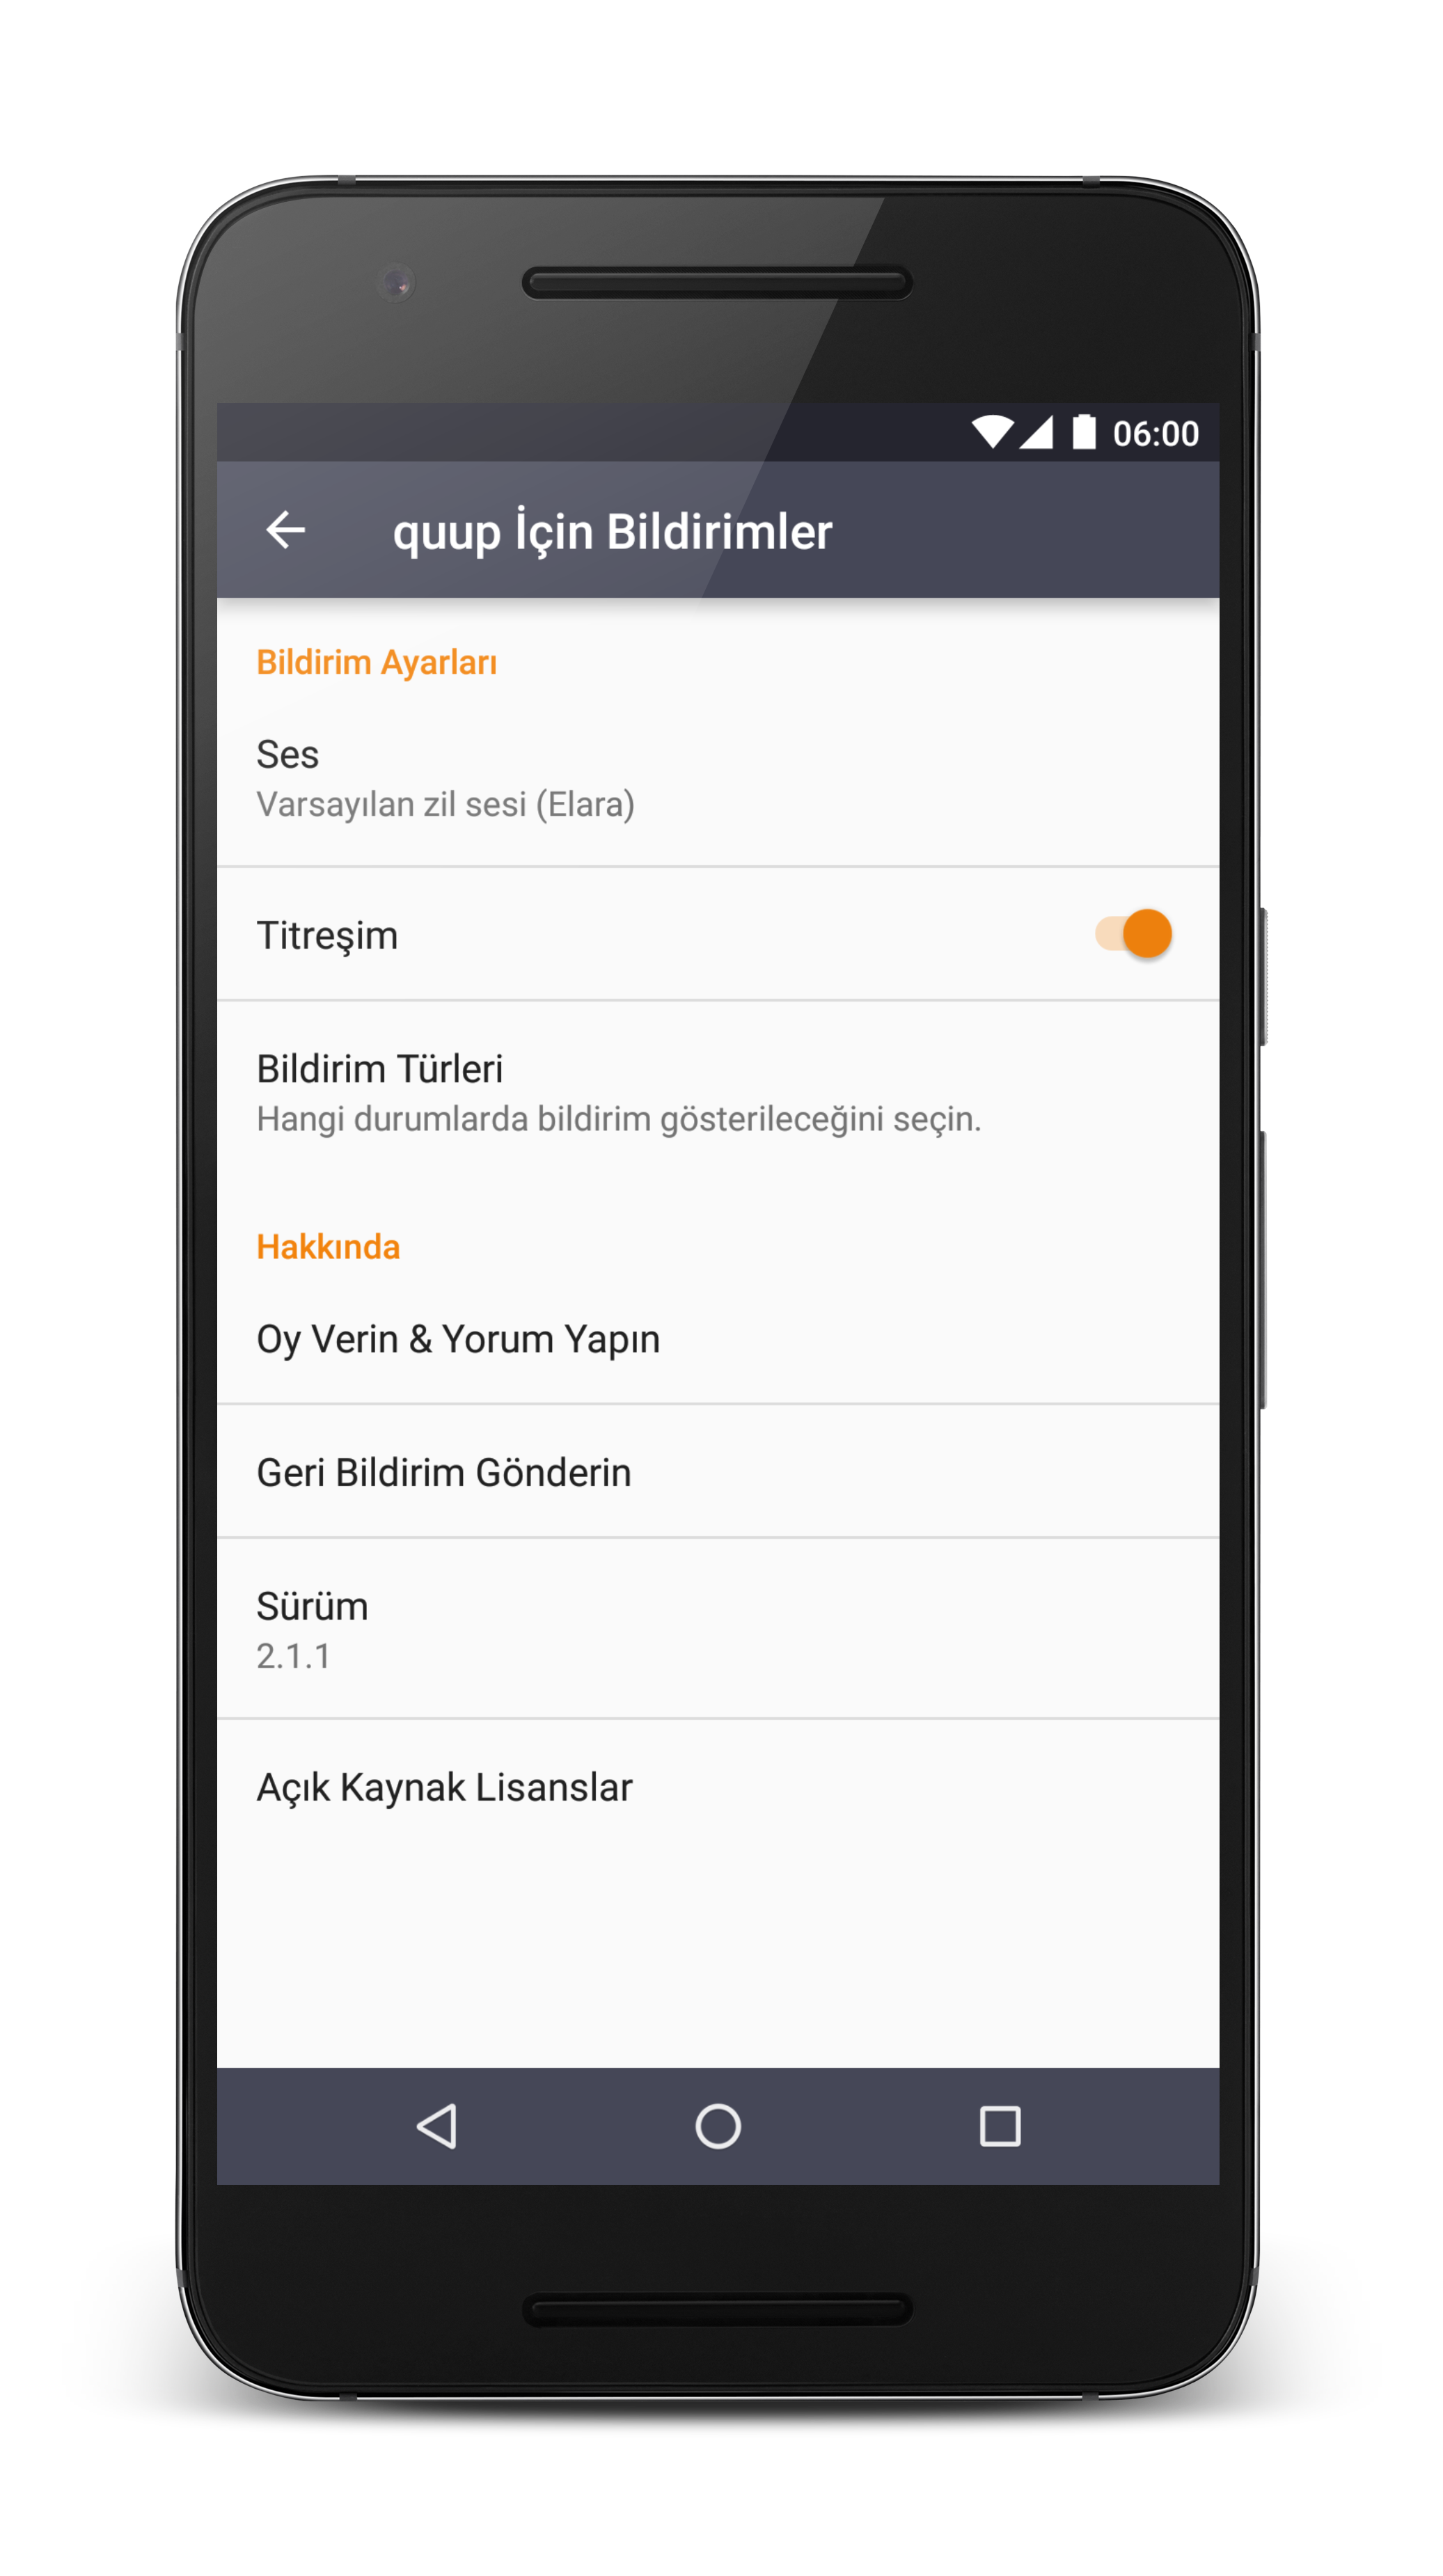 06:00
quup İçin Bildirimler
Bildirim Ayarları
Ses
Varsayılan zil sesi (Elara)
Titreşim
Bildirim Türleri
Hangi durumlarda bildirim gösterileceğini seçin.
Hakkında
Oy Verin & Yorum Yapın
Geri Bildirim Gönderin
Sürüm
2.1.1
Açık Kaynak Lisanslar